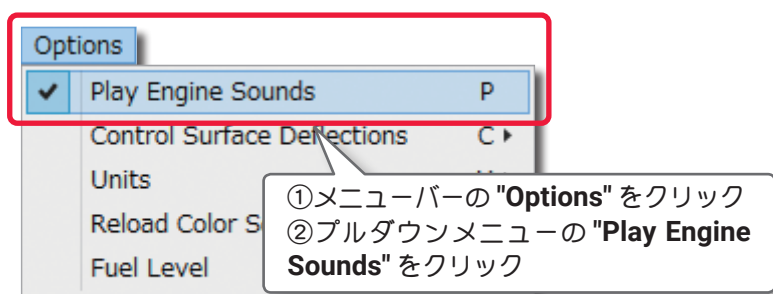 Options
✓ Play Engine Sounds P
Control Surface Deflections C ▸
Units
Reload Color
Fuel Level
①メニューバーの "Options" をクリック
②プルダウンメニューの "Play Engine
Sounds" をクリック